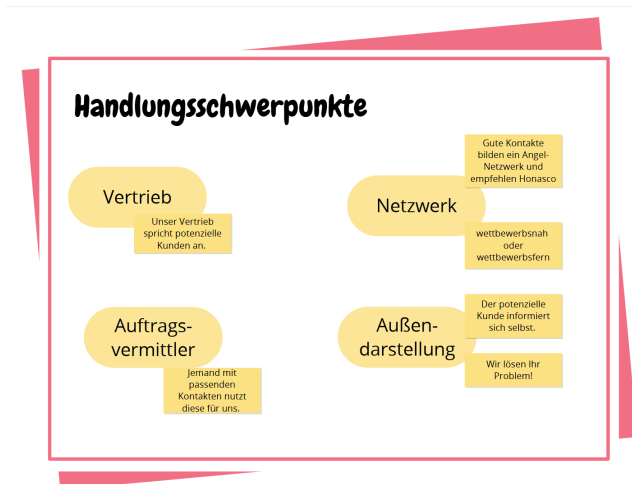 Handlungsschwerpunkte
Vertrieb
Unser Vertrieb
spricht potenzielle
Kunden an.
Netzwerk
Gute Kontakte
bilden ein Angel-
Netzwerk und
empfehlen Honasco
wettbewerbsnah
oder
wettbewerbsfern
Auftrags-
vermittler
Jemand mit
passenden
Kontakten nutzt
diese für uns.
Außen-
darstellung
Der potenzielle
Kunde informiert
sich selbst.
Wir lösen Ihr
Problem!